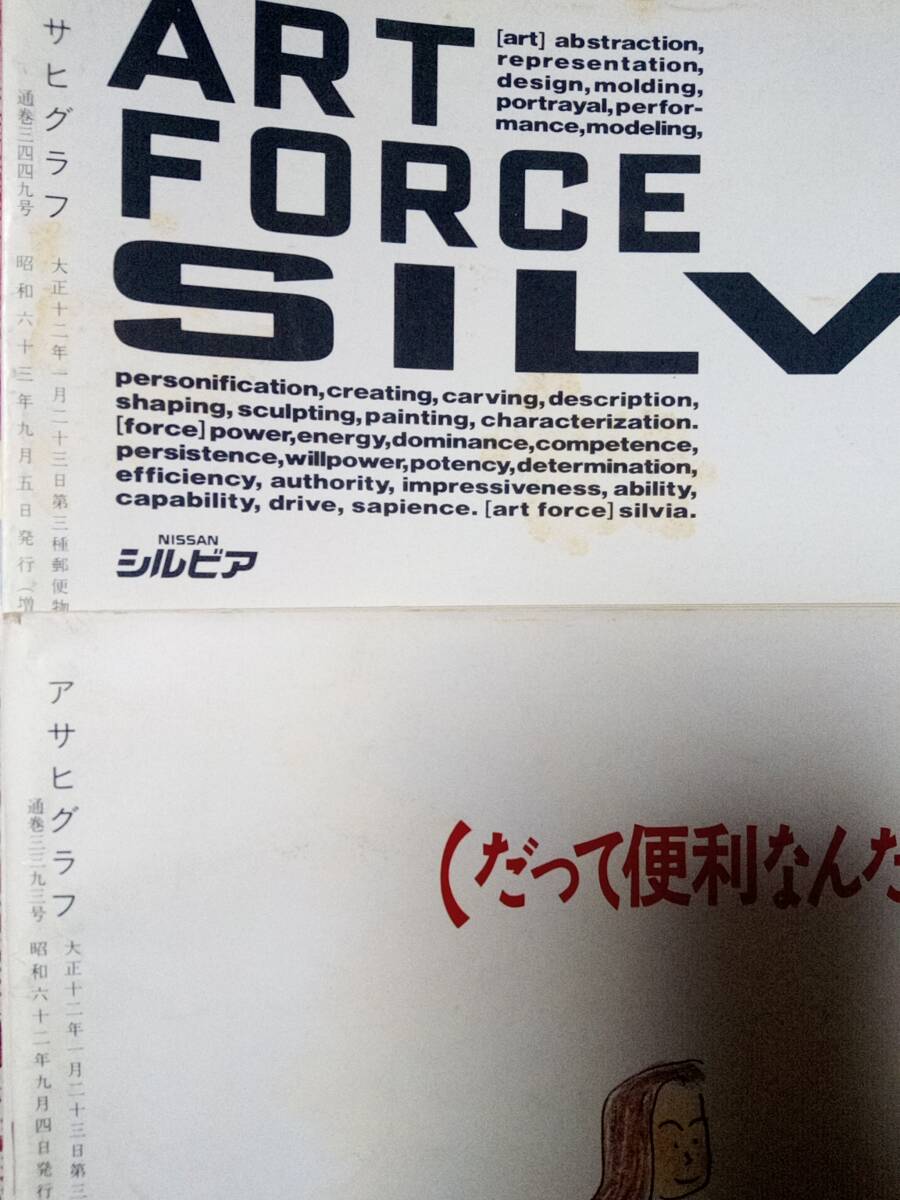 サヒグラフ
通巻三四四九号
大正十二年一月二十三日第三種郵便物
昭和六十三年九月五日発行(増
ART
FORCE
SILV
[art] abstraction,
representation,
design, molding,
portrayal, perfor-
mance, modeling,
personification, creating, carving, description,
shaping, sculpting, painting, characterization.
[force] power, energy, dominance, competence,
persistence, willpower, potency, determination,
efficiency, authority, impressiveness, ability,
capability, drive, sapience. [art force] silvia.
NISSAN
シルビア
アサヒグラフ
通巻三三九三号
大正十二年一月二十三日第三
昭和六十二年九月四日発行
(だって便利なんだ